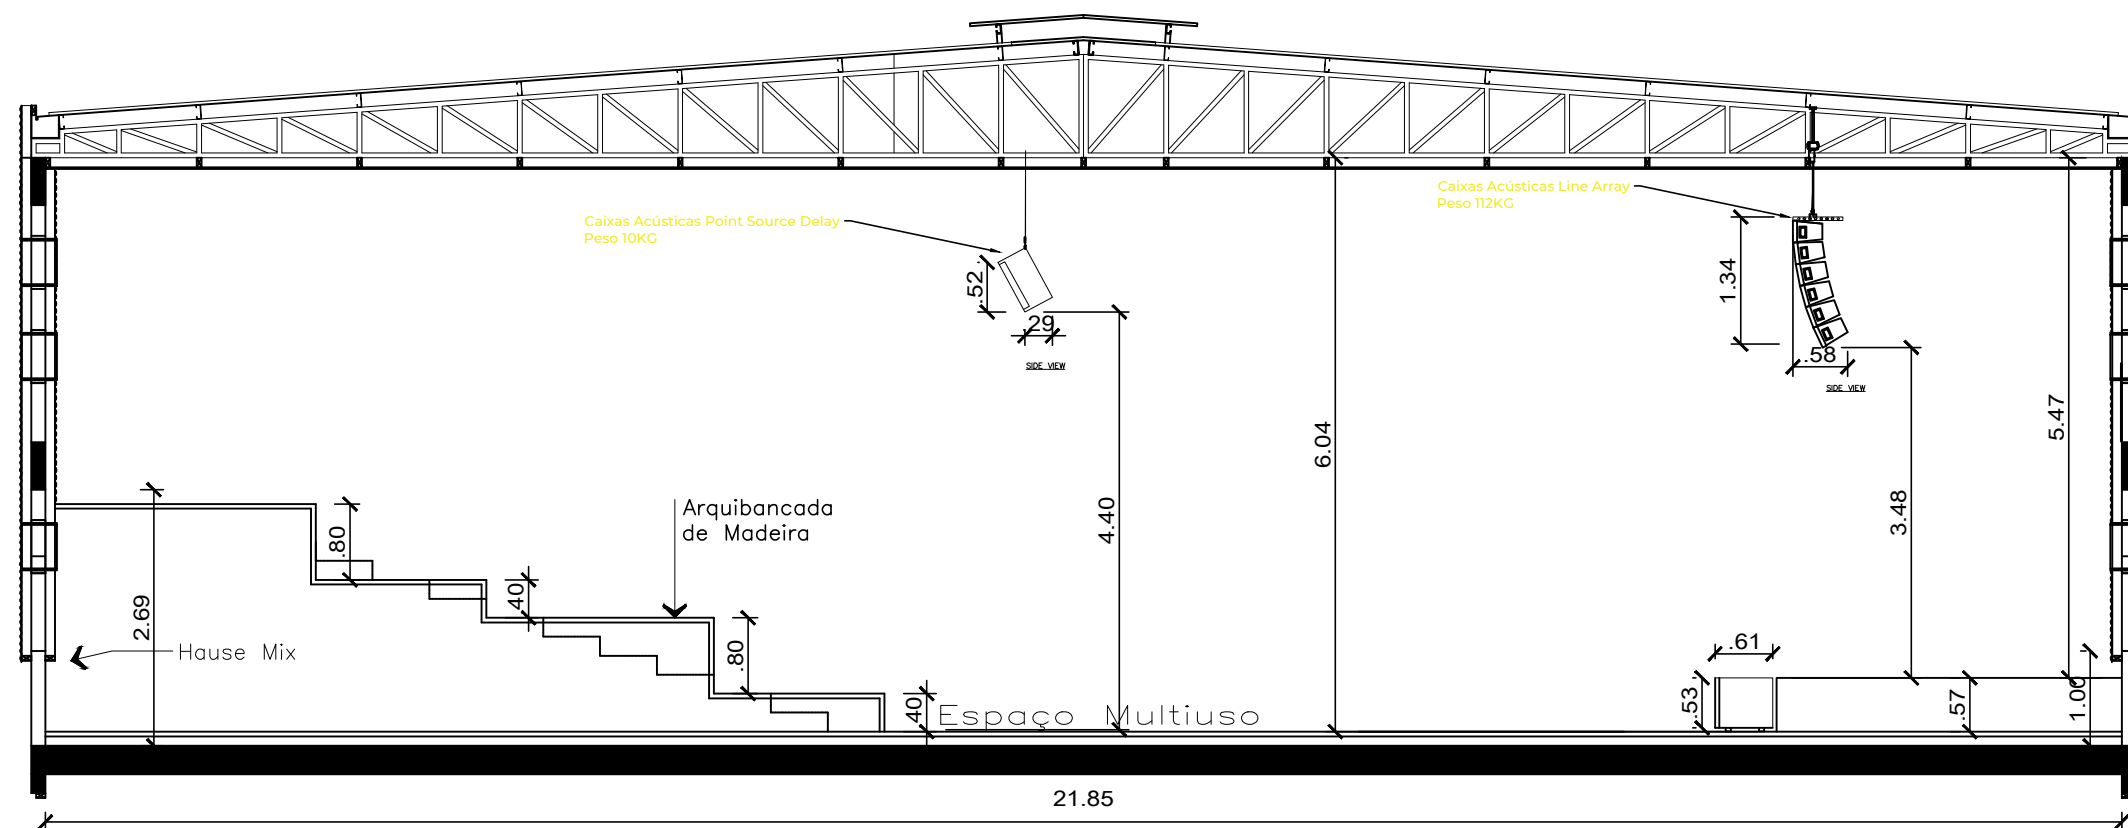 Caixas Acústicas Line Array
Peso 112KG
Caixas Acústicas Point Source Delay
Peso 10KG
.52
.29
SIDE VIEW
1.34
.58
SIDE VIEW
6.04
5.47
4.40
3.48
Arquibancada
de Madeira
.80
.40
2.69
Hause Mix
.80
.40
Espaço Multiuso
.61
.53
.57
1.00
21.85